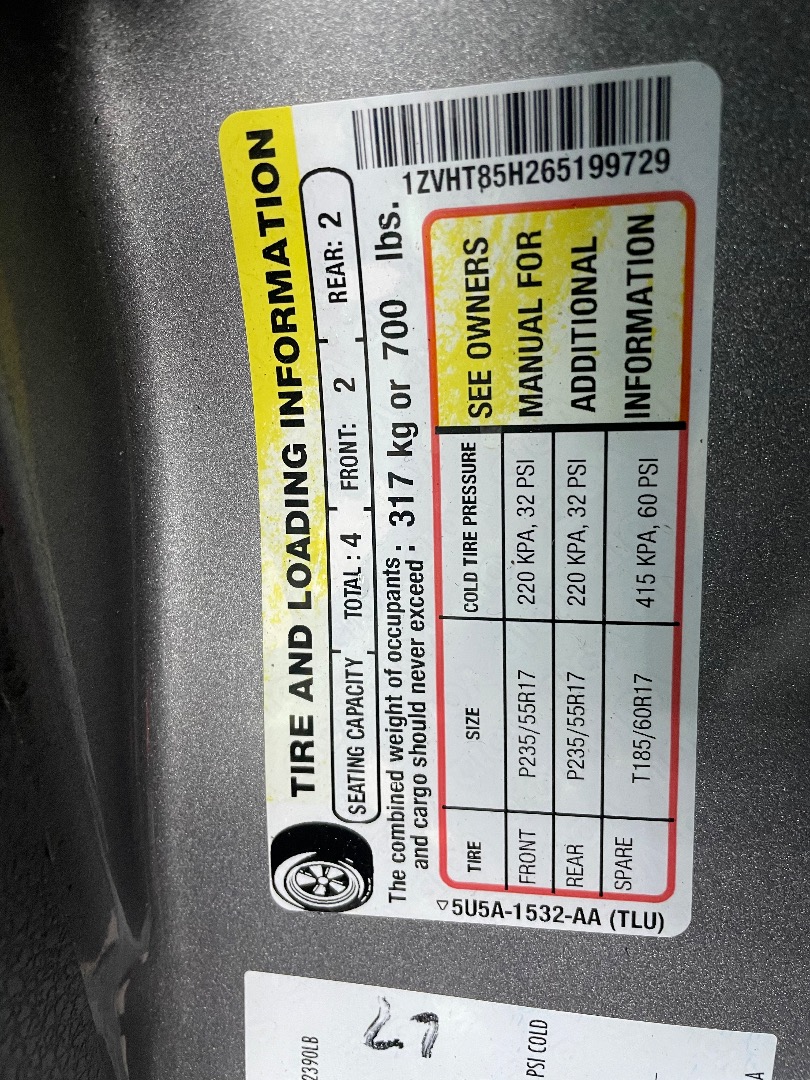 TIRE AND LOADING INFORMATION
SEATING CAPACITY TOTAL : 4 FRONT: 2 REAR: 2
The combined weight of occupants
and cargo should never exceed : 317 kg or 700 lbs.
1ZVHT85H265199729
TIRE SIZE COLD TIRE PRESSURE
FRONT P235/55R17 220 KPA, 32 PSI
REAR P235/55R17 220 KPA, 32 PSI
SPARE T185/60R17 415 KPA, 60 PSI
SEE OWNERS
MANUAL FOR
ADDITIONAL
INFORMATION
5U5A-1532-AA (TLU)
2390LB
PSI COLD